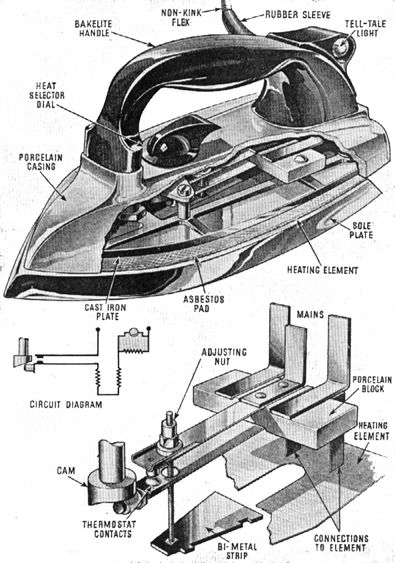 NON-KINK
FLEX
RUBBER SLEEVE
BAKELITE
HANDLE
TELL-TALE
LIGHT
HEAT
SELECTOR
DIAL
PORCELAIN
CASING
SOLE
PLATE
HEATING ELEMENT
CAST IRON
PLATE
ASBESTOS
PAD
MAINS
ADJUSTING
NUT
PORCELAIN
BLOCK
CIRCUIT DIAGRAM
HEATING
ELEMENT
CAM
THERMOSTAT
CONTACTS
BI-METAL
STRIP
CONNECTIONS
TO ELEMENT